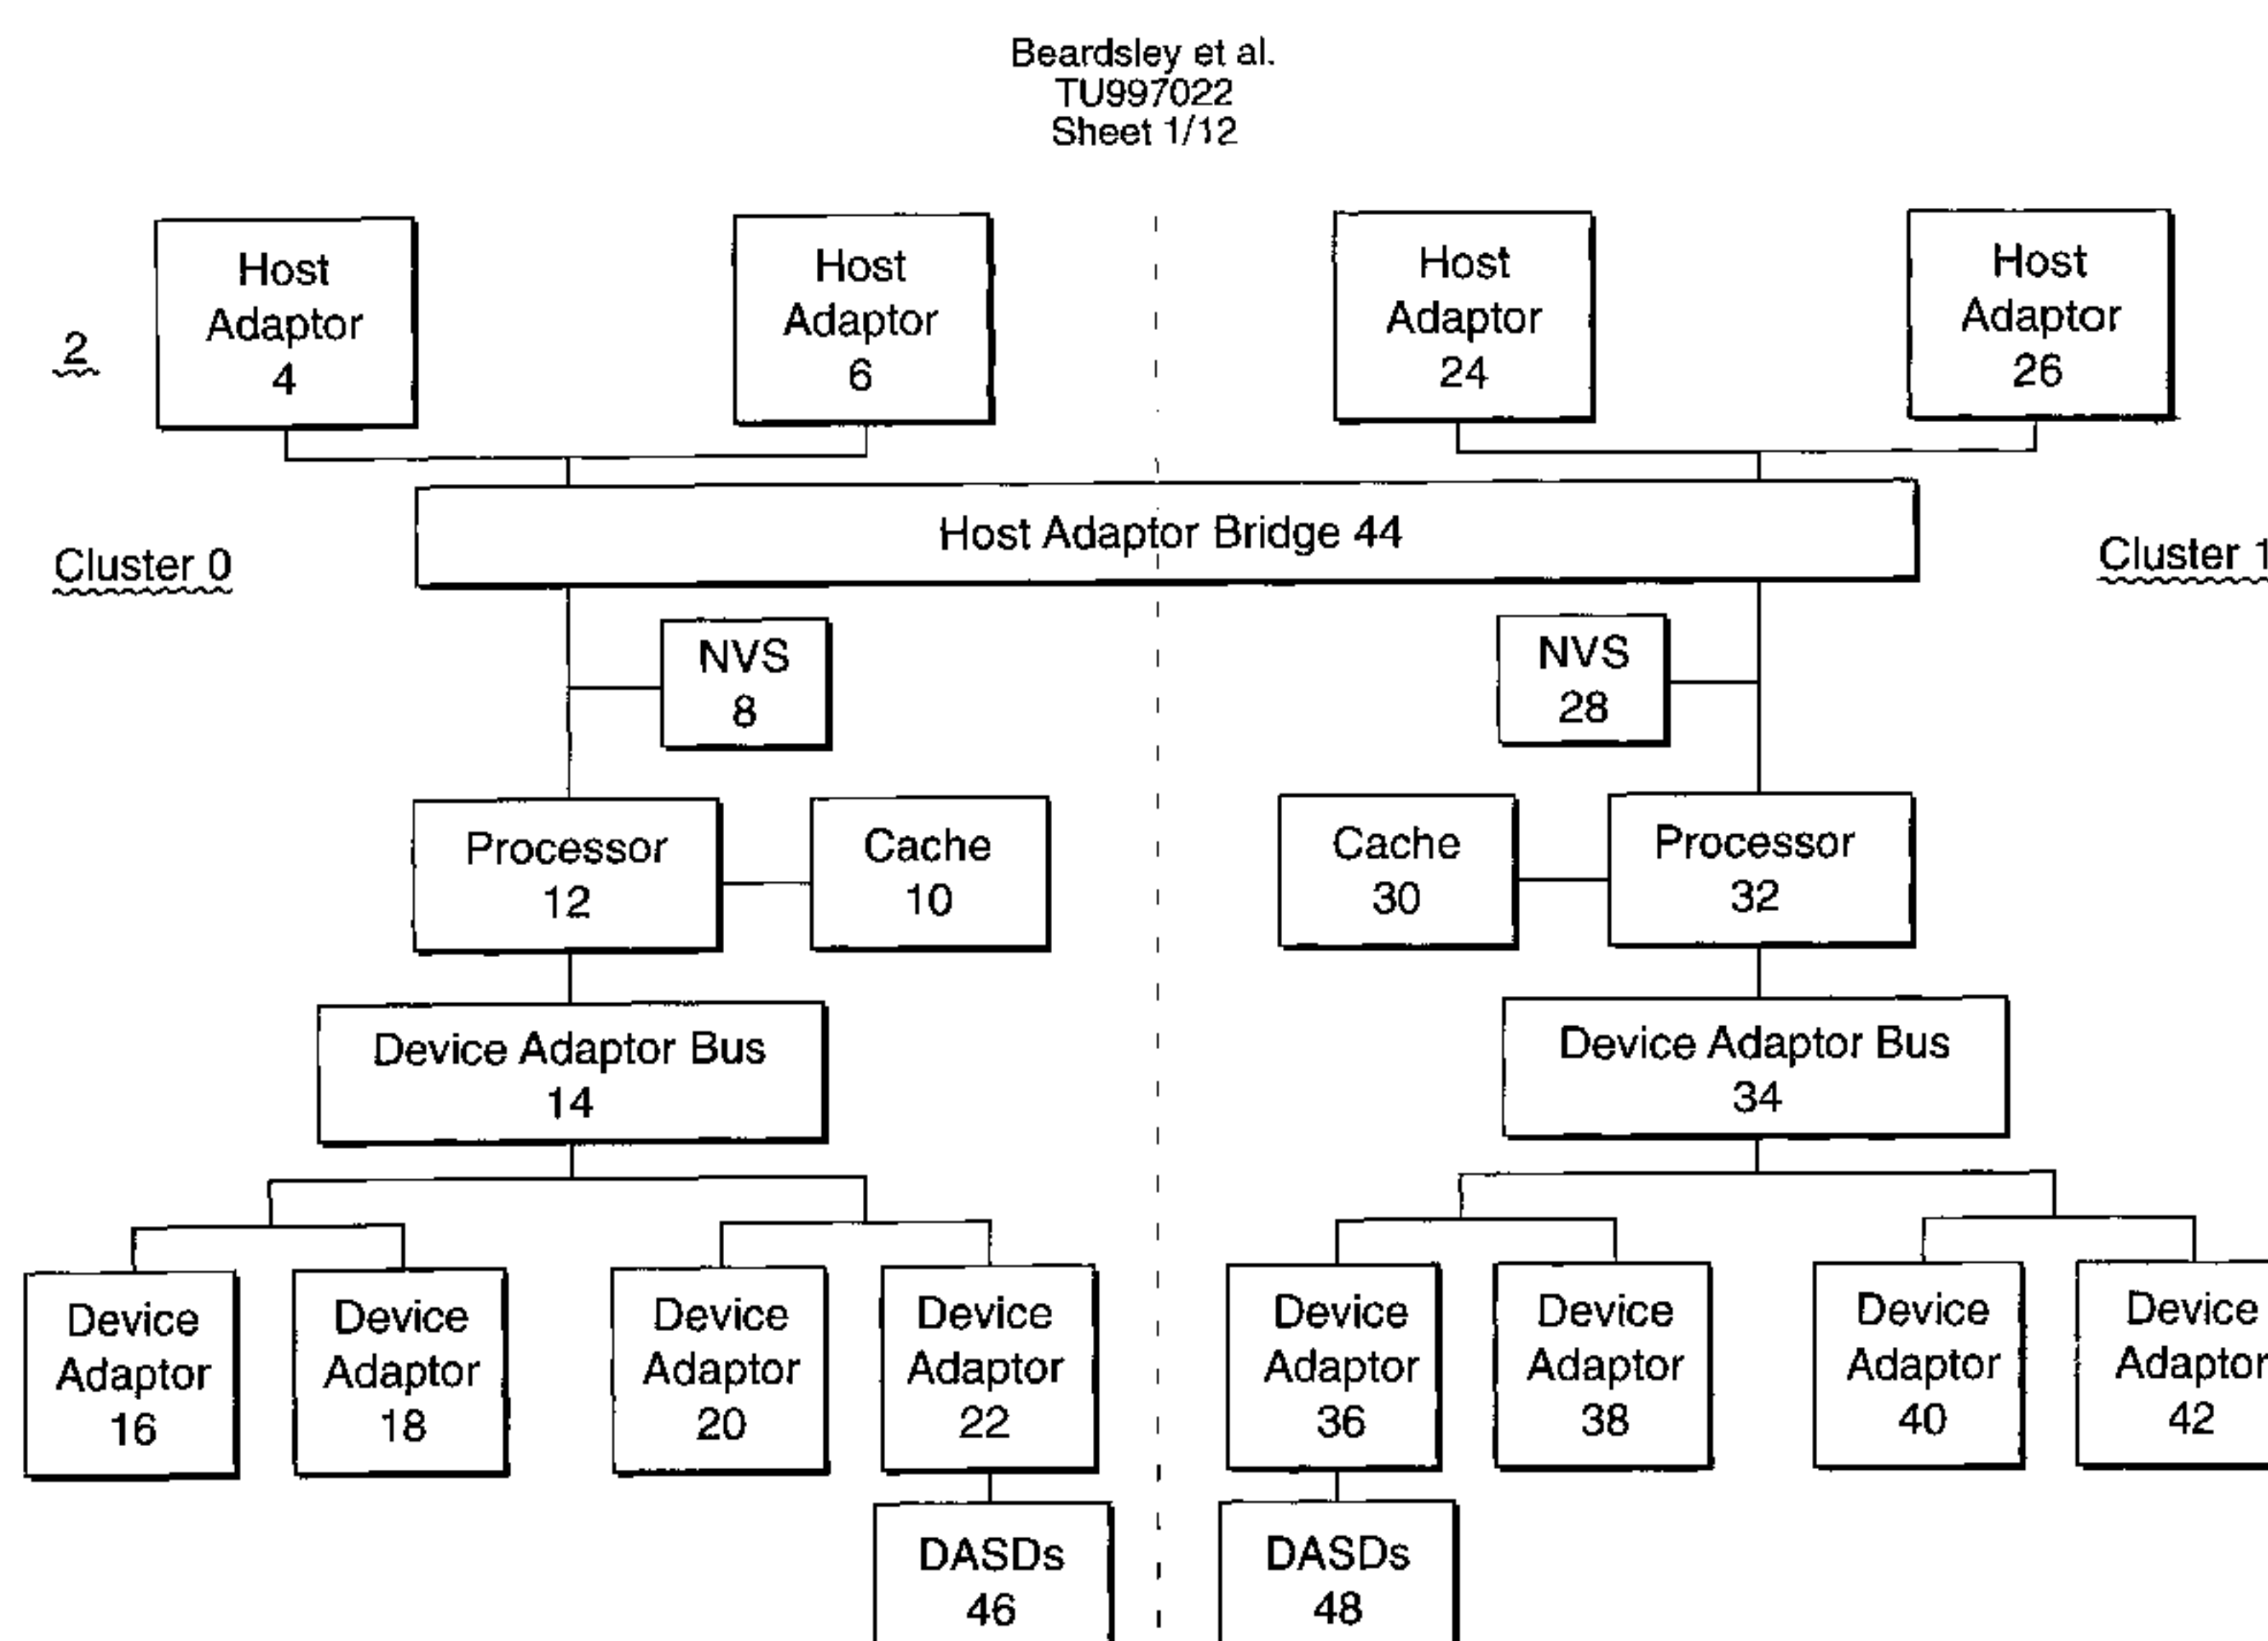 Beardsley et al.
TU997022
Sheet 1/12
Host
Adaptor
4
Host
Adaptor
6
Host
Adaptor
24
Host
Adaptor
26
2
Host Adaptor Bridge 44
Cluster 0
Cluster 1
NVS
8
NVS
28
Processor
12
Cache
10
Cache
30
Processor
32
Device Adaptor Bus
14
Device Adaptor Bus
34
Device
Adaptor
16
Device
Adaptor
18
Device
Adaptor
20
Device
Adaptor
22
Device
Adaptor
36
Device
Adaptor
38
Device
Adaptor
40
Device
Adaptor
42
DASDs
46
DASDs
48